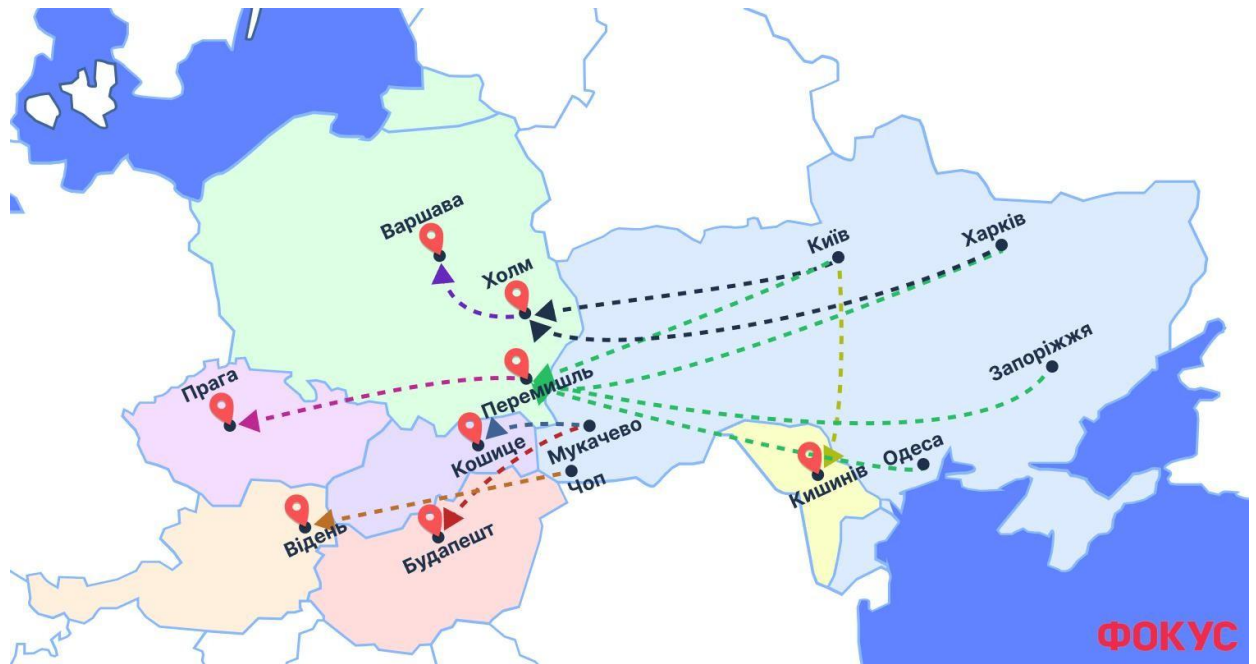 Варшава
Київ
Харків
Холм
Запоріжжя
Прага
Перемишль
Мукачево
Кошице
Одеса
Чоп
Кишинів
Відень
Будапешт
ФОКУС